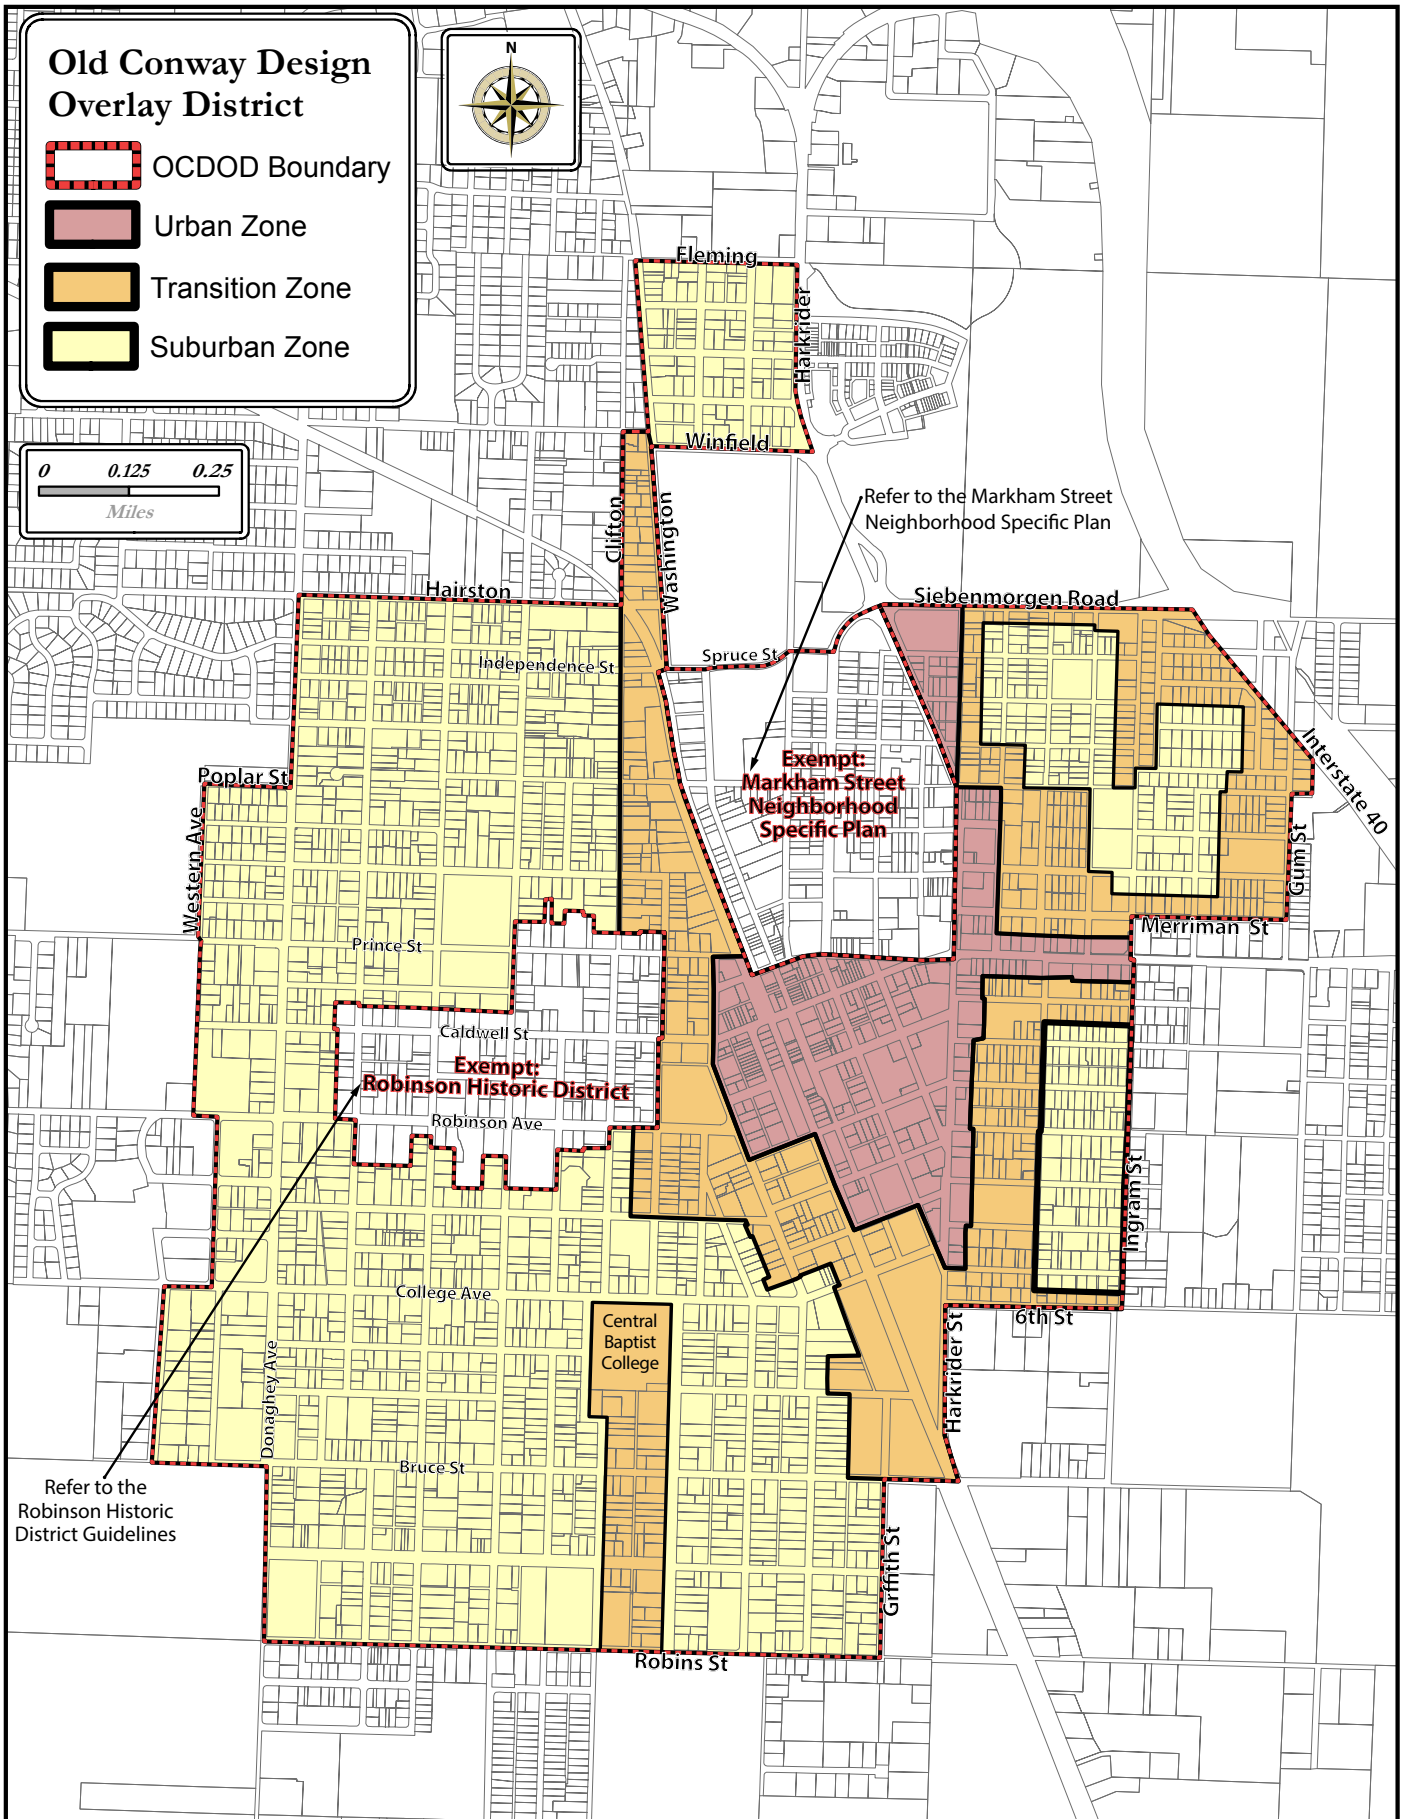 Old Conway Design
Overlay District
OCDOD Boundary
Urban Zone
Transition Zone
Suburban Zone
N
0 0.125 0.25
Miles
Fleming
Harkrider
Winfield
Clifton
Washington
Refer to the Markham Street
Neighborhood Specific Plan
Hairston
Siebenmorgen Road
Independence St
Spruce St
Interstate 40
Poplar St
Exempt:
Markham Street
Neighborhood
Specific Plan
Western Ave
Gum St
Merriman St
Prince St
Caldwell St
Exempt:
Robinson Historic District
Robinson Ave
Ingram St
College Ave
Central
Baptist
College
6th St
Harkrider St
Donaghey Ave
Bruce St
Refer to the
Robinson Historic
District Guidelines
Grffith St
Robins St